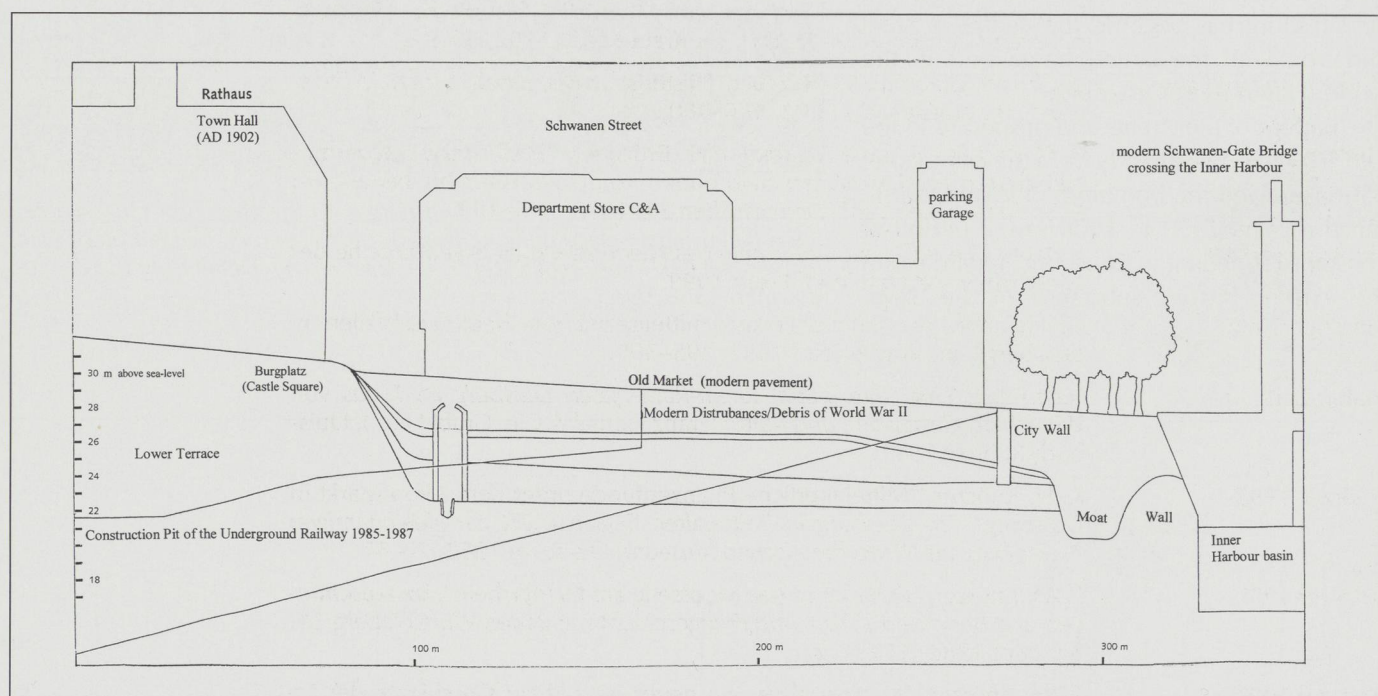 Rathaus
Town Hall
(AD 1902)
Schwanen Street
modern Schwanen-Gate Bridge
crossing the Inner Harbour
Department Store C&A
parking
Garage
30 m above sea-level
Burgplatz
(Castle Square)
Old Market (modern pavement)
28
Modern Distrubances/Debris of World War II
City Wall
26
Lower Terrace
24
22
Moat
Wall
Construction Pit of the Underground Railway 1985-1987
Inner
Harbour basin
18
100 m
200 m
300 m